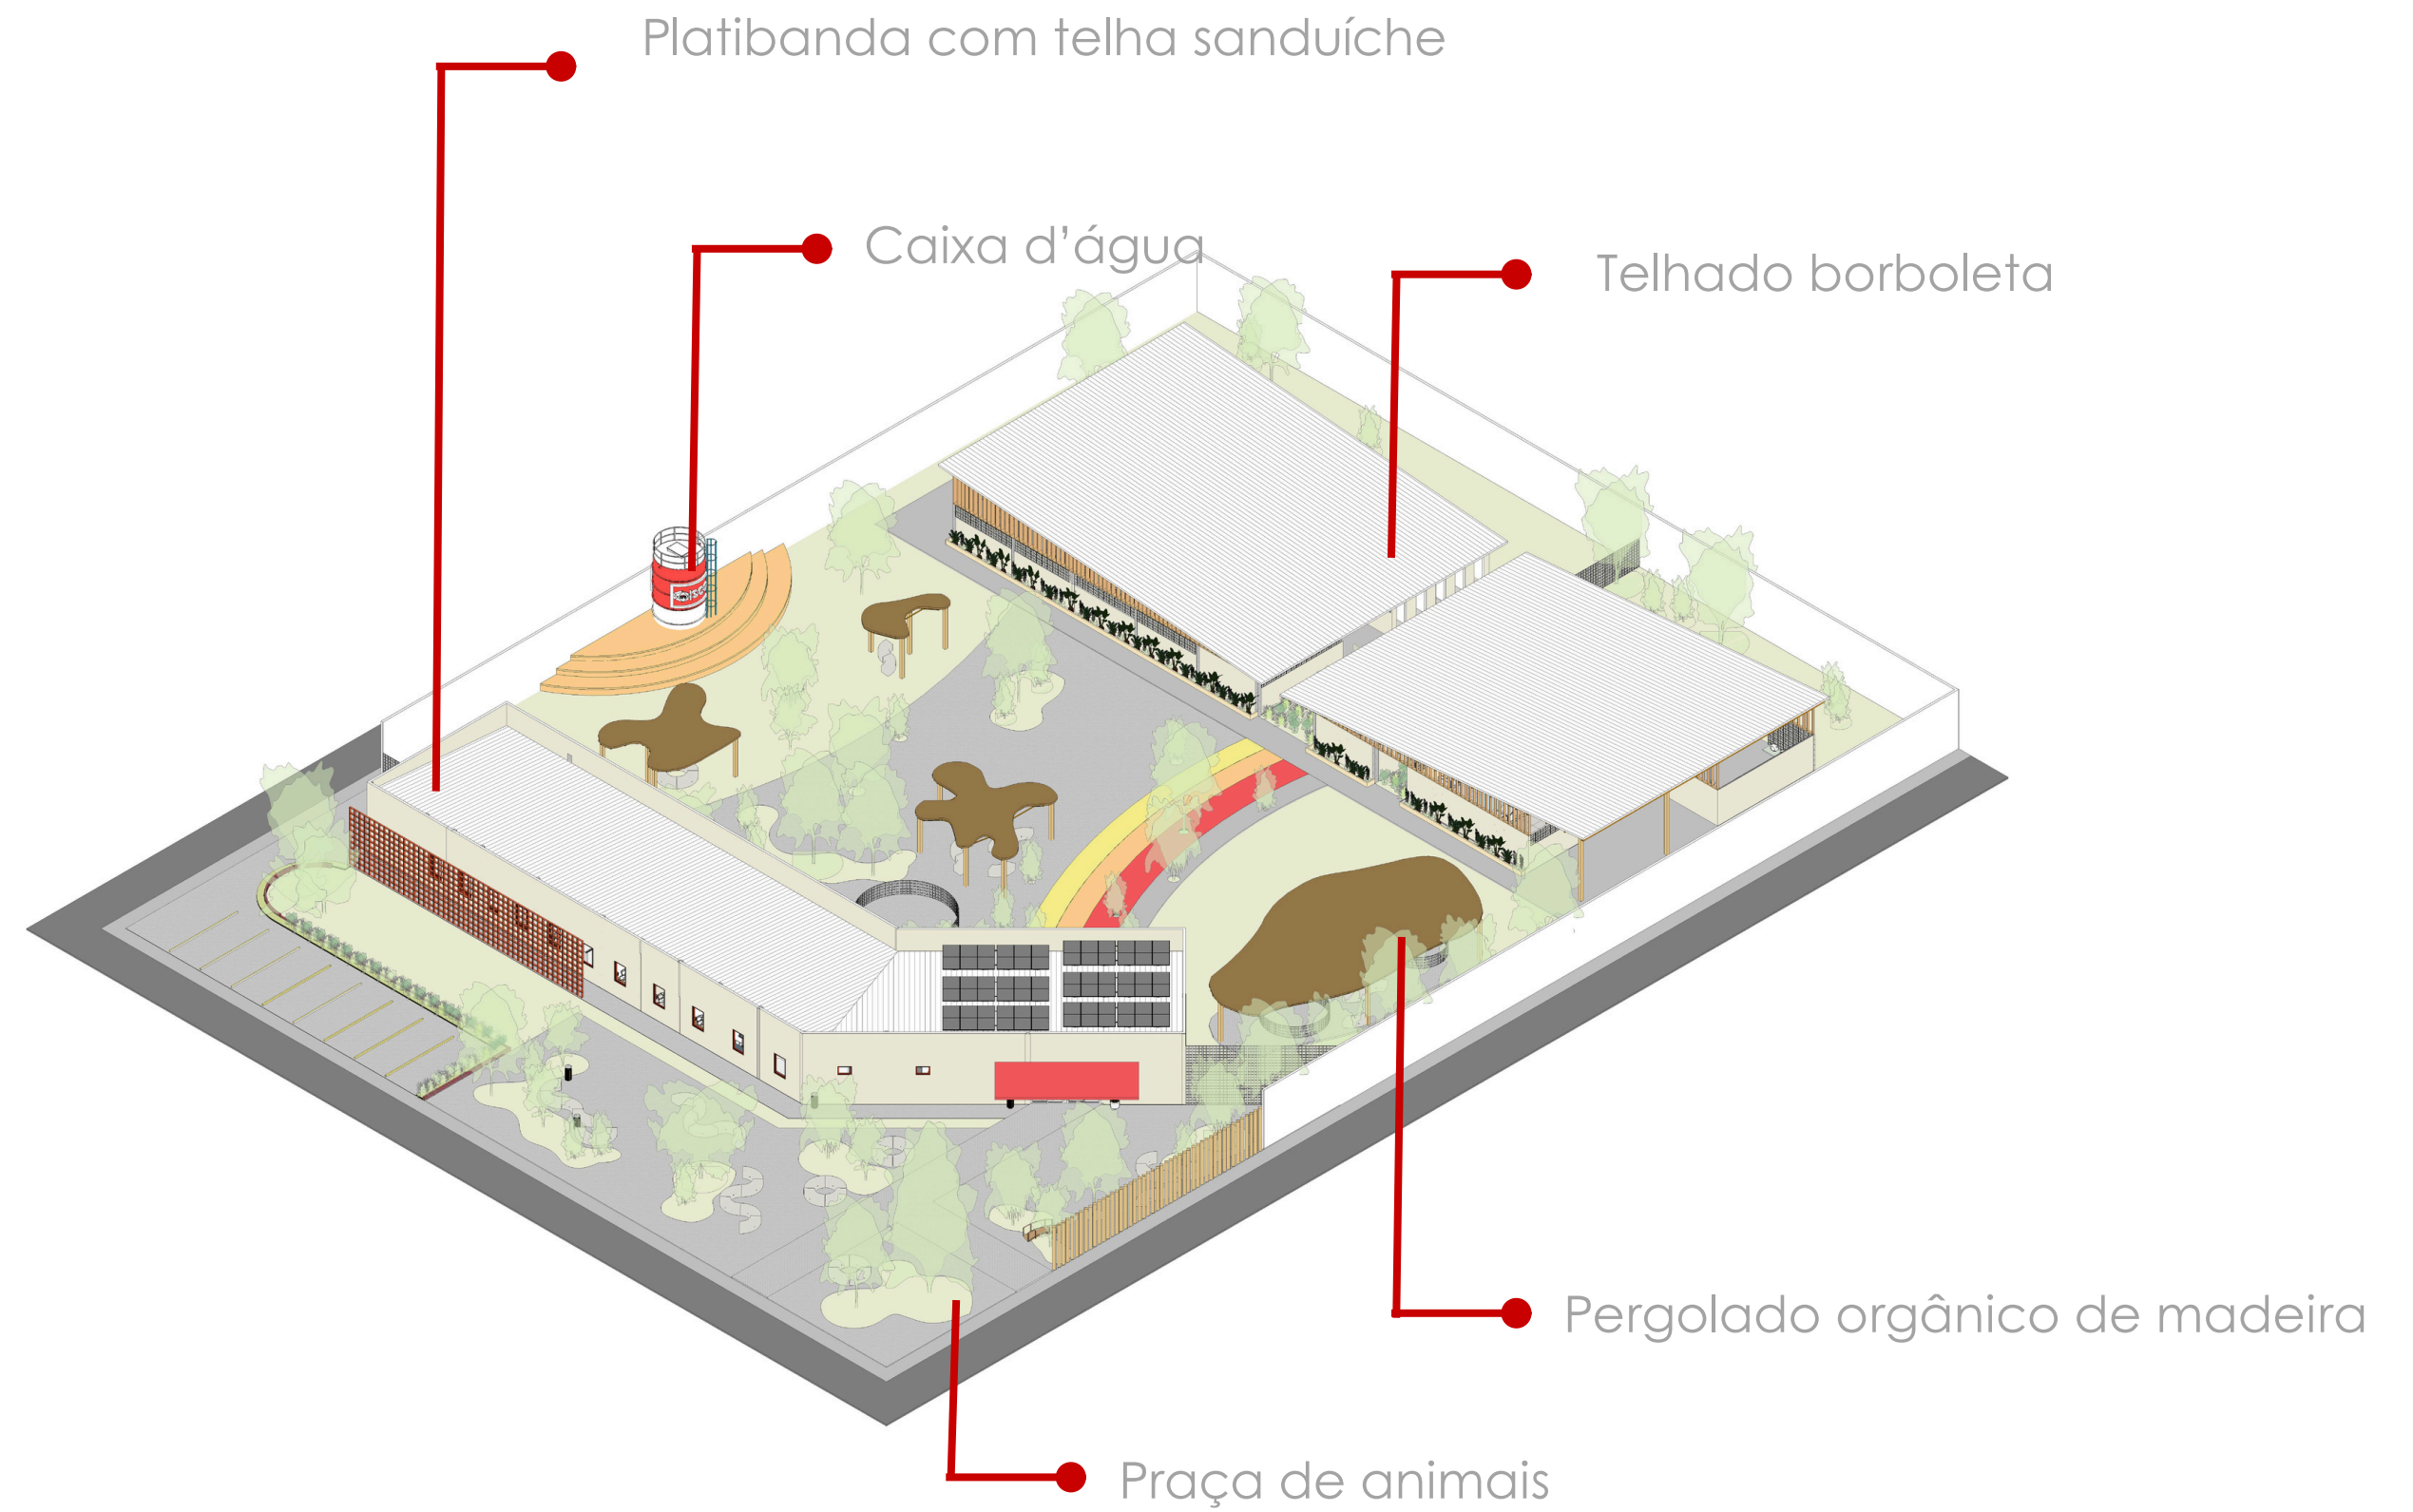 Platibanda com telha sanduíche
Caixa d’água
Telhado borboleta
Pergolado orgânico de madeira
Praça de animais